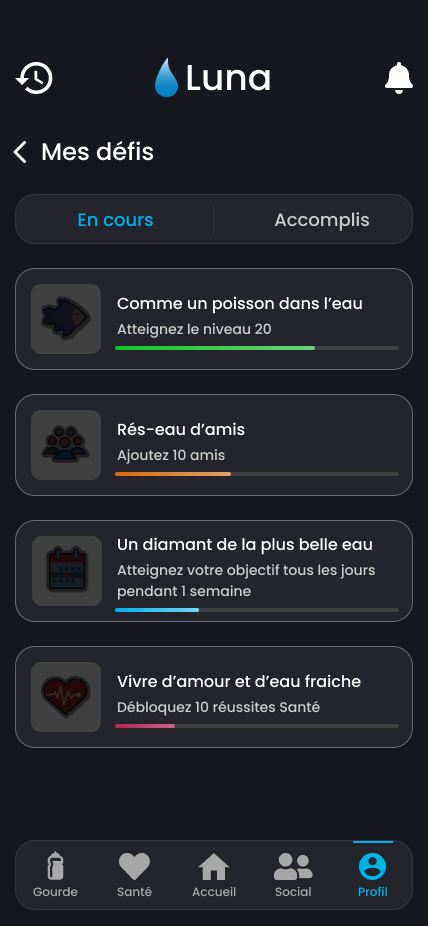 Luna
Mes défis
En cours
Accomplis
Comme un poisson dans l'eau
Atteignez le niveau 20
Rés-eau d'amis
Ajoutez 10 amis
Un diamant de la plus belle eau
Atteignez votre objectif tous les jours
pendant 1 semaine
Vivre d'amour et d'eau fraiche
Débloquez 10 réussites Santé
Gourde
Santé
Accueil
Social
Profil